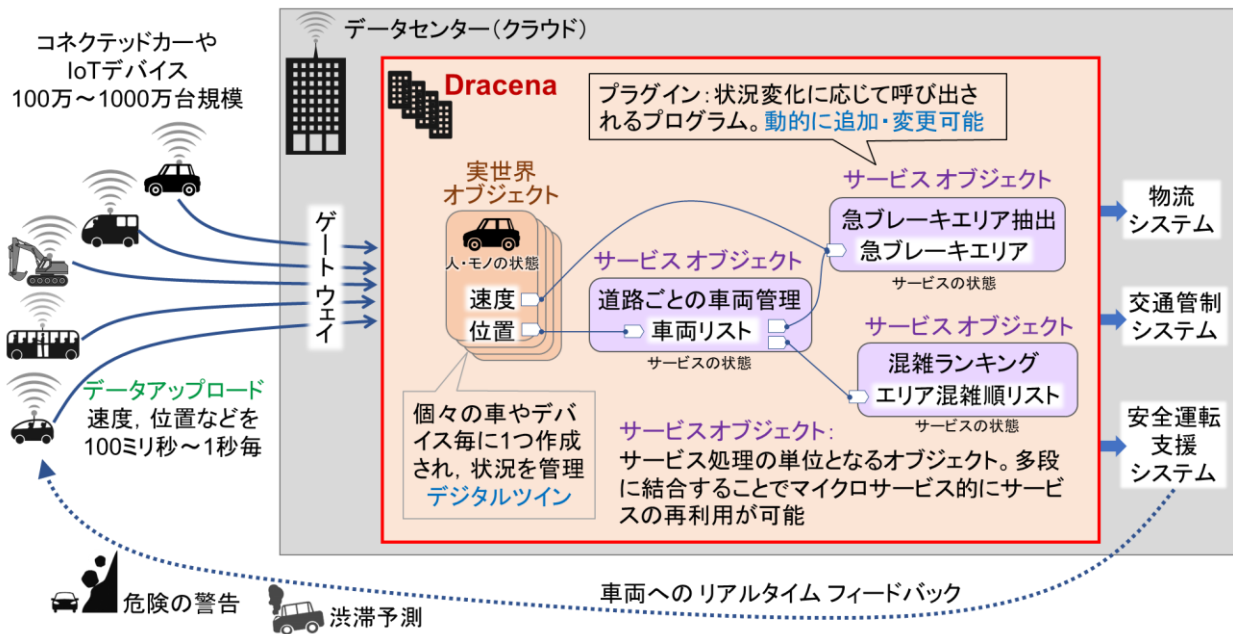 コネクテッドカーや
IoTデバイス
100万～1000万台規模
データアップロード
速度，位置などを
100ミリ秒～1秒毎
データセンター（クラウド）
ゲートウェイ
Dracena
プラグイン：状況変化に応じて呼び出さ
れるプログラム。動的に追加・変更可能
実世界
オブジェクト
人・モノの状態
速度
位置
個々の車やデバ
イス毎に1つ作成
され，状況を管理
デジタルツイン
サービス オブジェクト
道路ごとの車両管理
車両リスト
サービスの状態
サービス オブジェクト
急ブレーキエリア抽出
急ブレーキエリア
サービスの状態
サービス オブジェクト
混雑ランキング
エリア混雑順リスト
サービスの状態
サービスオブジェクト：
サービス処理の単位となるオブジェクト。多段
に結合することでマイクロサービス的にサービ
スの再利用が可能
物流
システム
交通管制
システム
安全運転
支援
システム
車両への リアルタイム フィードバック
危険の警告
渋滞予測